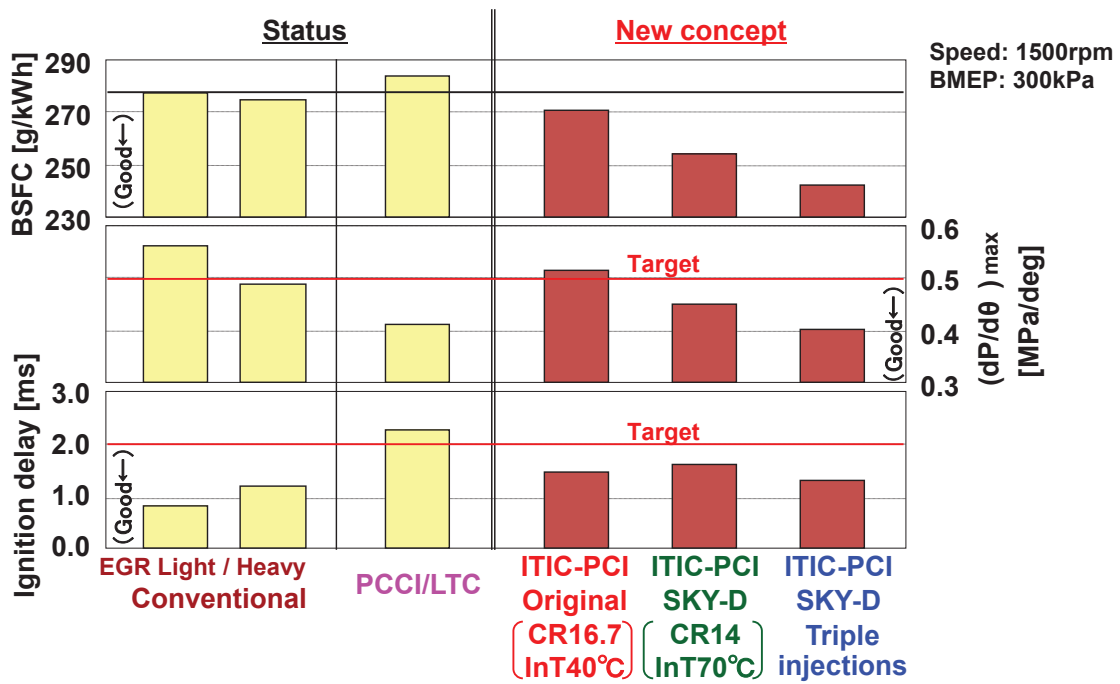 Status
New concept
Speed: 1500rpm
BMEP: 300kPa
BSFC [g/kWh]
290
270
250
230
(Good←)
Target
0.6
0.5
0.4
0.3
(Good←)
(dP/dθ)max
[MPa/deg]
Ignition delay [ms]
3.0
2.0
1.0
0.0
(Good←)
Target
EGR Light / Heavy
Conventional
PCCI/LTC
ITIC-PCI
Original
CR16.7
InT40℃
ITIC-PCI
SKY-D
CR14
InT70℃
ITIC-PCI
SKY-D
Triple
injections